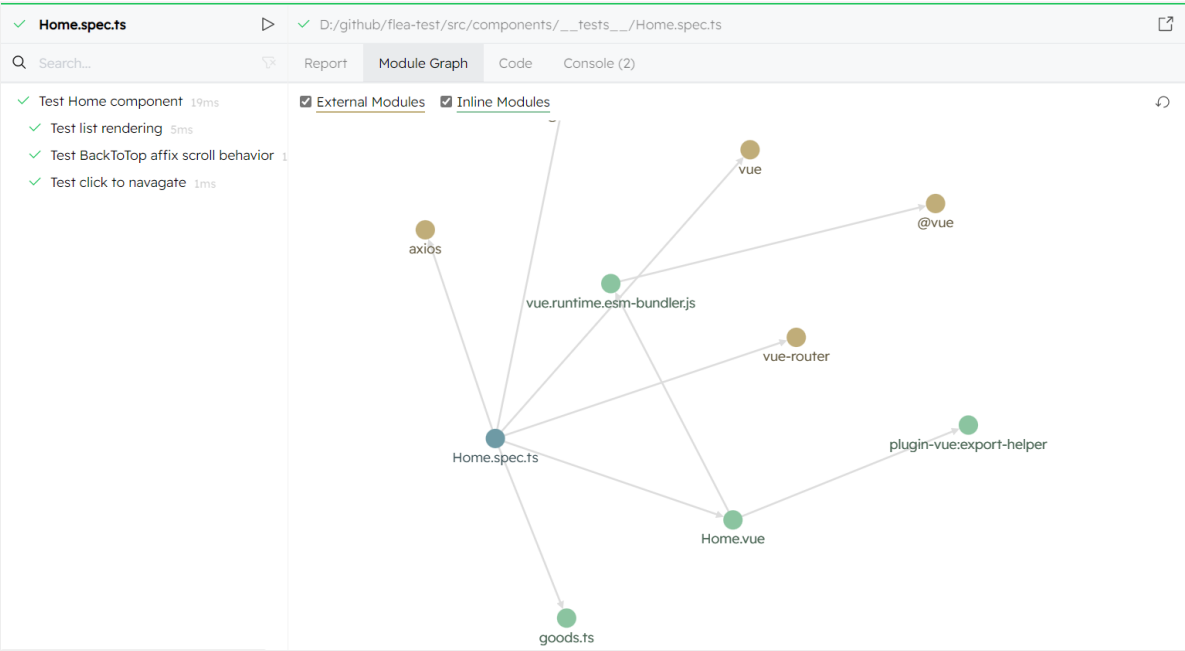 Home.spec.ts
D:/github/flea-test/src/components/__tests__/Home.spec.ts
Search...
Report Module Graph Code Console (2)
Test Home component 19ms
Test list rendering 5ms
Test BackToTop affix scroll behavior 1
Test click to navagate 1ms
External Modules Inline Modules
vue
@vue
axios
vue.runtime.esm-bundler.js
vue-router
plugin-vue:export-helper
Home.spec.ts
Home.vue
goods.ts